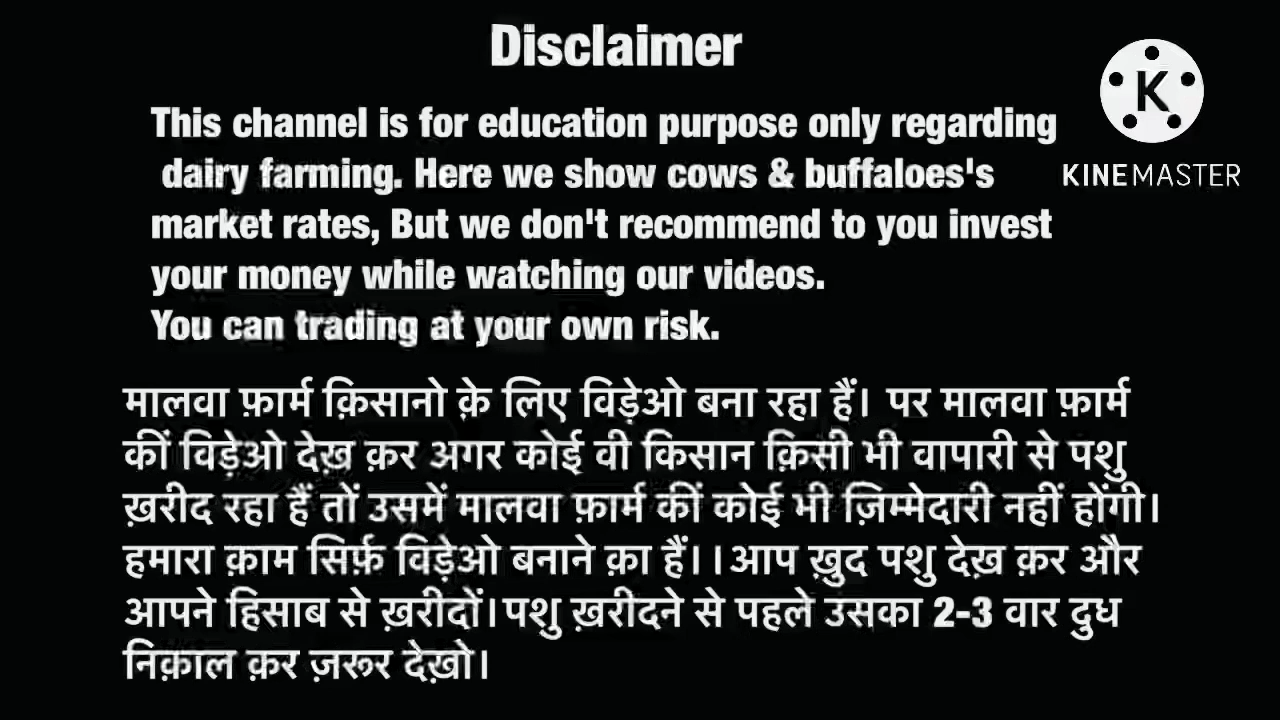 Disclaimer
This channel is for education purpose only regarding
dairy farming. Here we show cows & buffaloes's
market rates, But we don't recommend to you invest
your money while watching our videos.
You can trading at your own risk.
K
KINEMASTER
मालवा फ़ार्म क़िसानो क़े लिए विड़ेओ बना रहा हैं। पर मालवा फ़ार्म
कीं विड़ेओ देख़ क़र अगर कोई वी किसान क़िसी भी वापारी से पशु
ख़रीद रहा हैं तों उसमें मालवा फ़ार्म कीं कोई भी ज़िम्मेदारी नहीं होंगी।
हमारा क़ाम सिर्फ़ विड़ेओ बनाने क़ा हैं।।आप ख़ुद पशु देख़ क़र और
आपने हिसाब से ख़रीदों।पशु ख़रीदने से पहले उसका 2-3 वार दुध
निक़ाल क़र ज़रूर देख़ो।